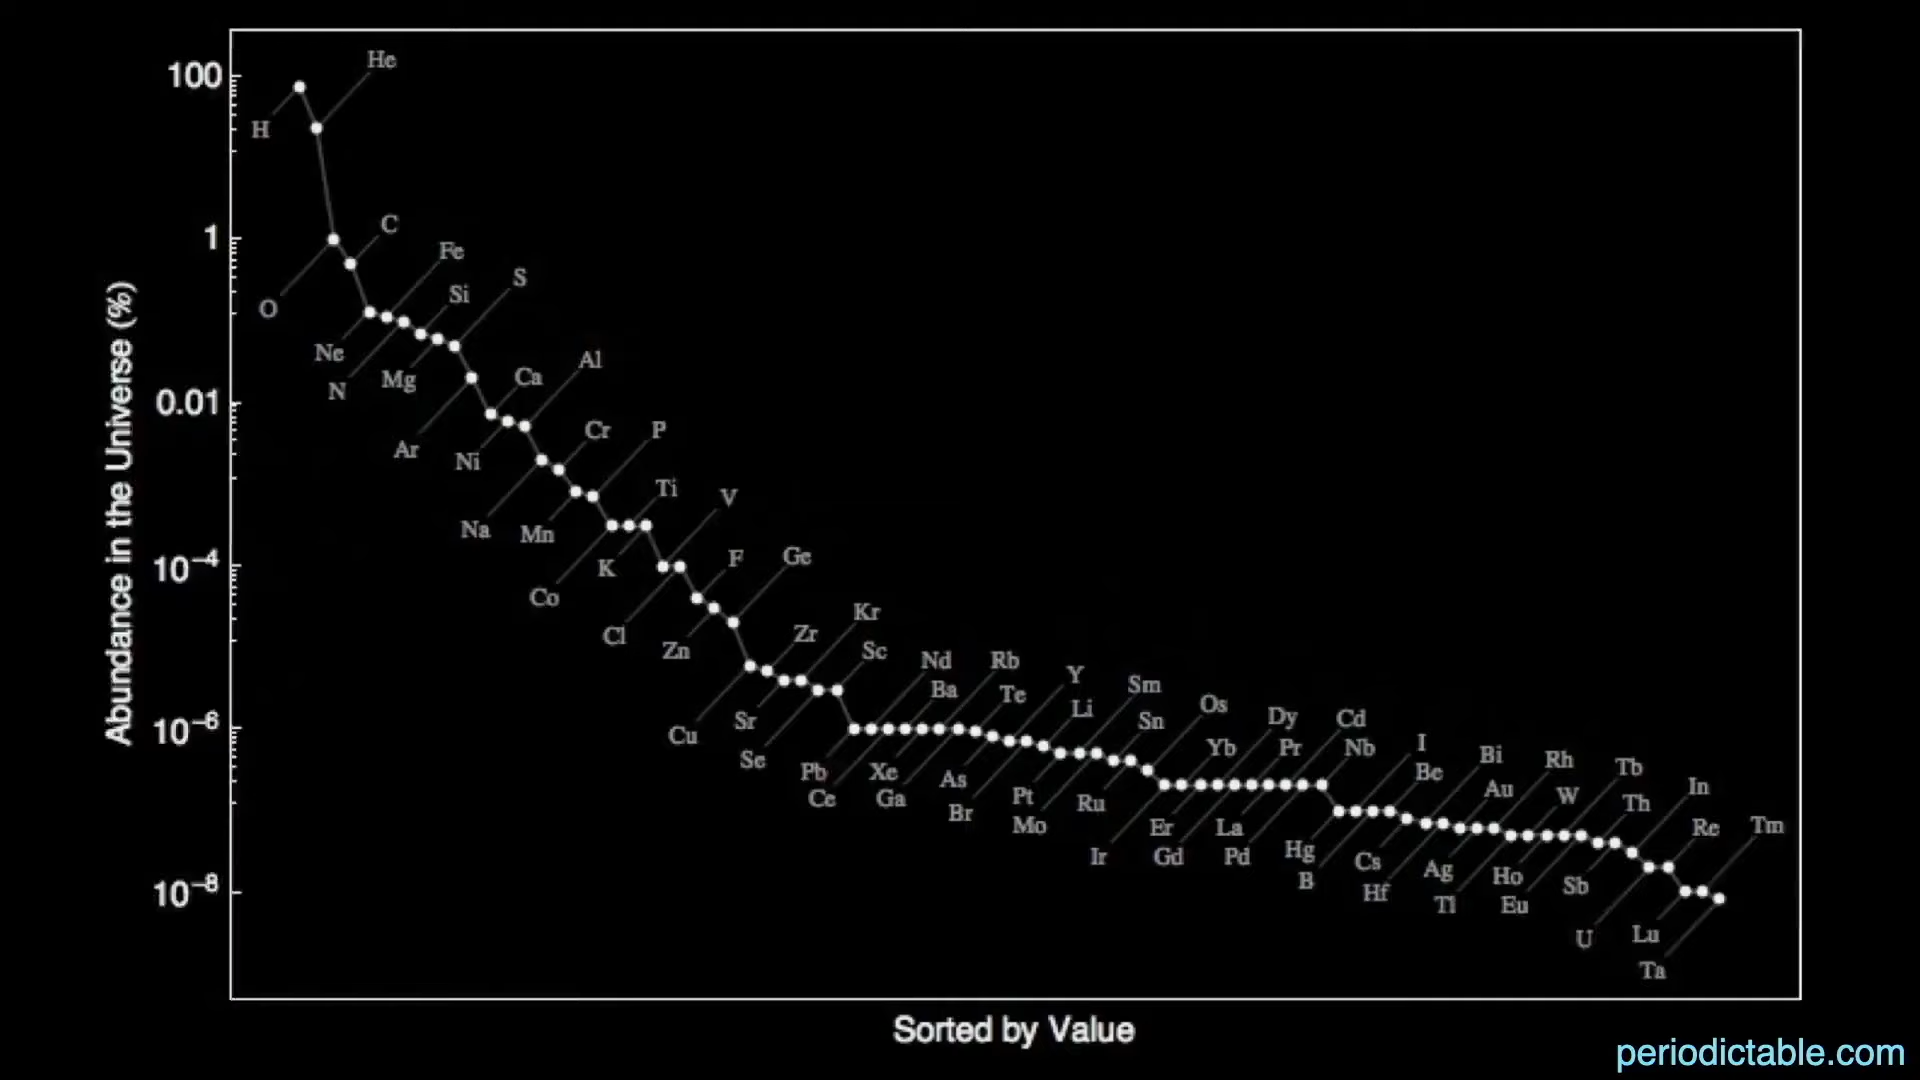 100
1
0.01
10⁻⁴
10⁻⁶
10⁻⁸
Abundance in the Universe (%)
H
He
O
C
Ne
Fe
N
Si
Mg
S
Ar
Ca
Ni
Al
Na
Cr
Mn
P
Co
Ti
K
V
Cl
F
Zn
Ge
Cu
Zr
Sr
Kr
Se
Sc
Pb
Nd
Ce
Ba
Xe
Rb
Ga
Te
As
Y
Br
Li
Pt
Sm
Mo
Sn
Ru
Os
Ir
Yb
Er
Dy
Gd
Pr
La
Cd
Pd
Nb
Hg
I
B
Be
Cs
Bi
Hf
Au
Ag
Rh
Tl
W
Ho
Tb
Eu
Th
Sb
In
U
Re
Lu
Tm
Ta
Sorted by Value
periodictable.com